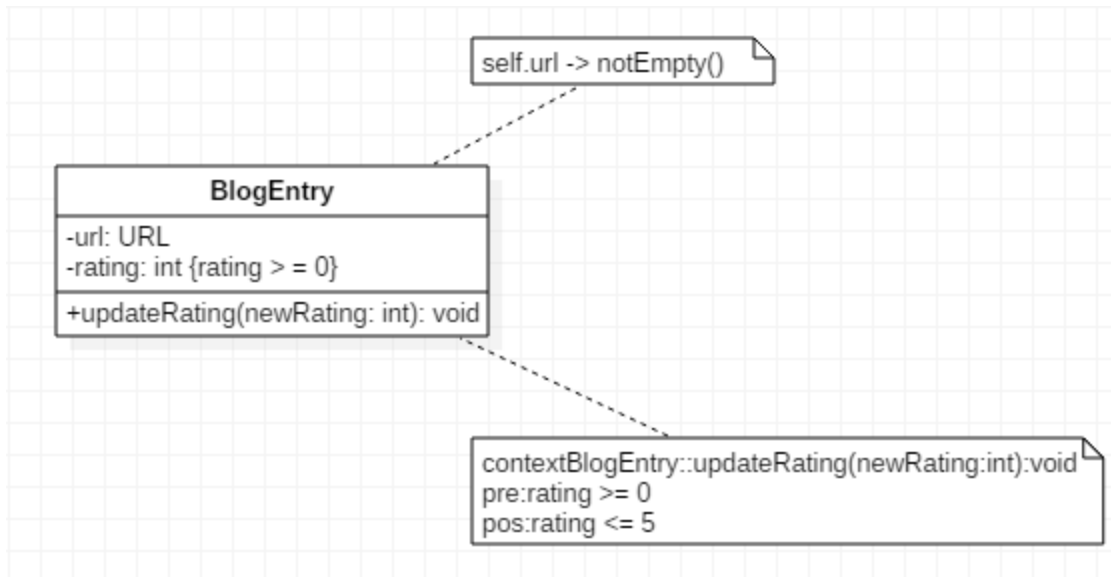 self.url -> notEmpty()
BlogEntry
-url: URL
-rating: int {rating > = 0}
+updateRating(newRating: int): void
contextBlogEntry::updateRating(newRating:int):void
pre:rating >= 0
pos:rating <= 5